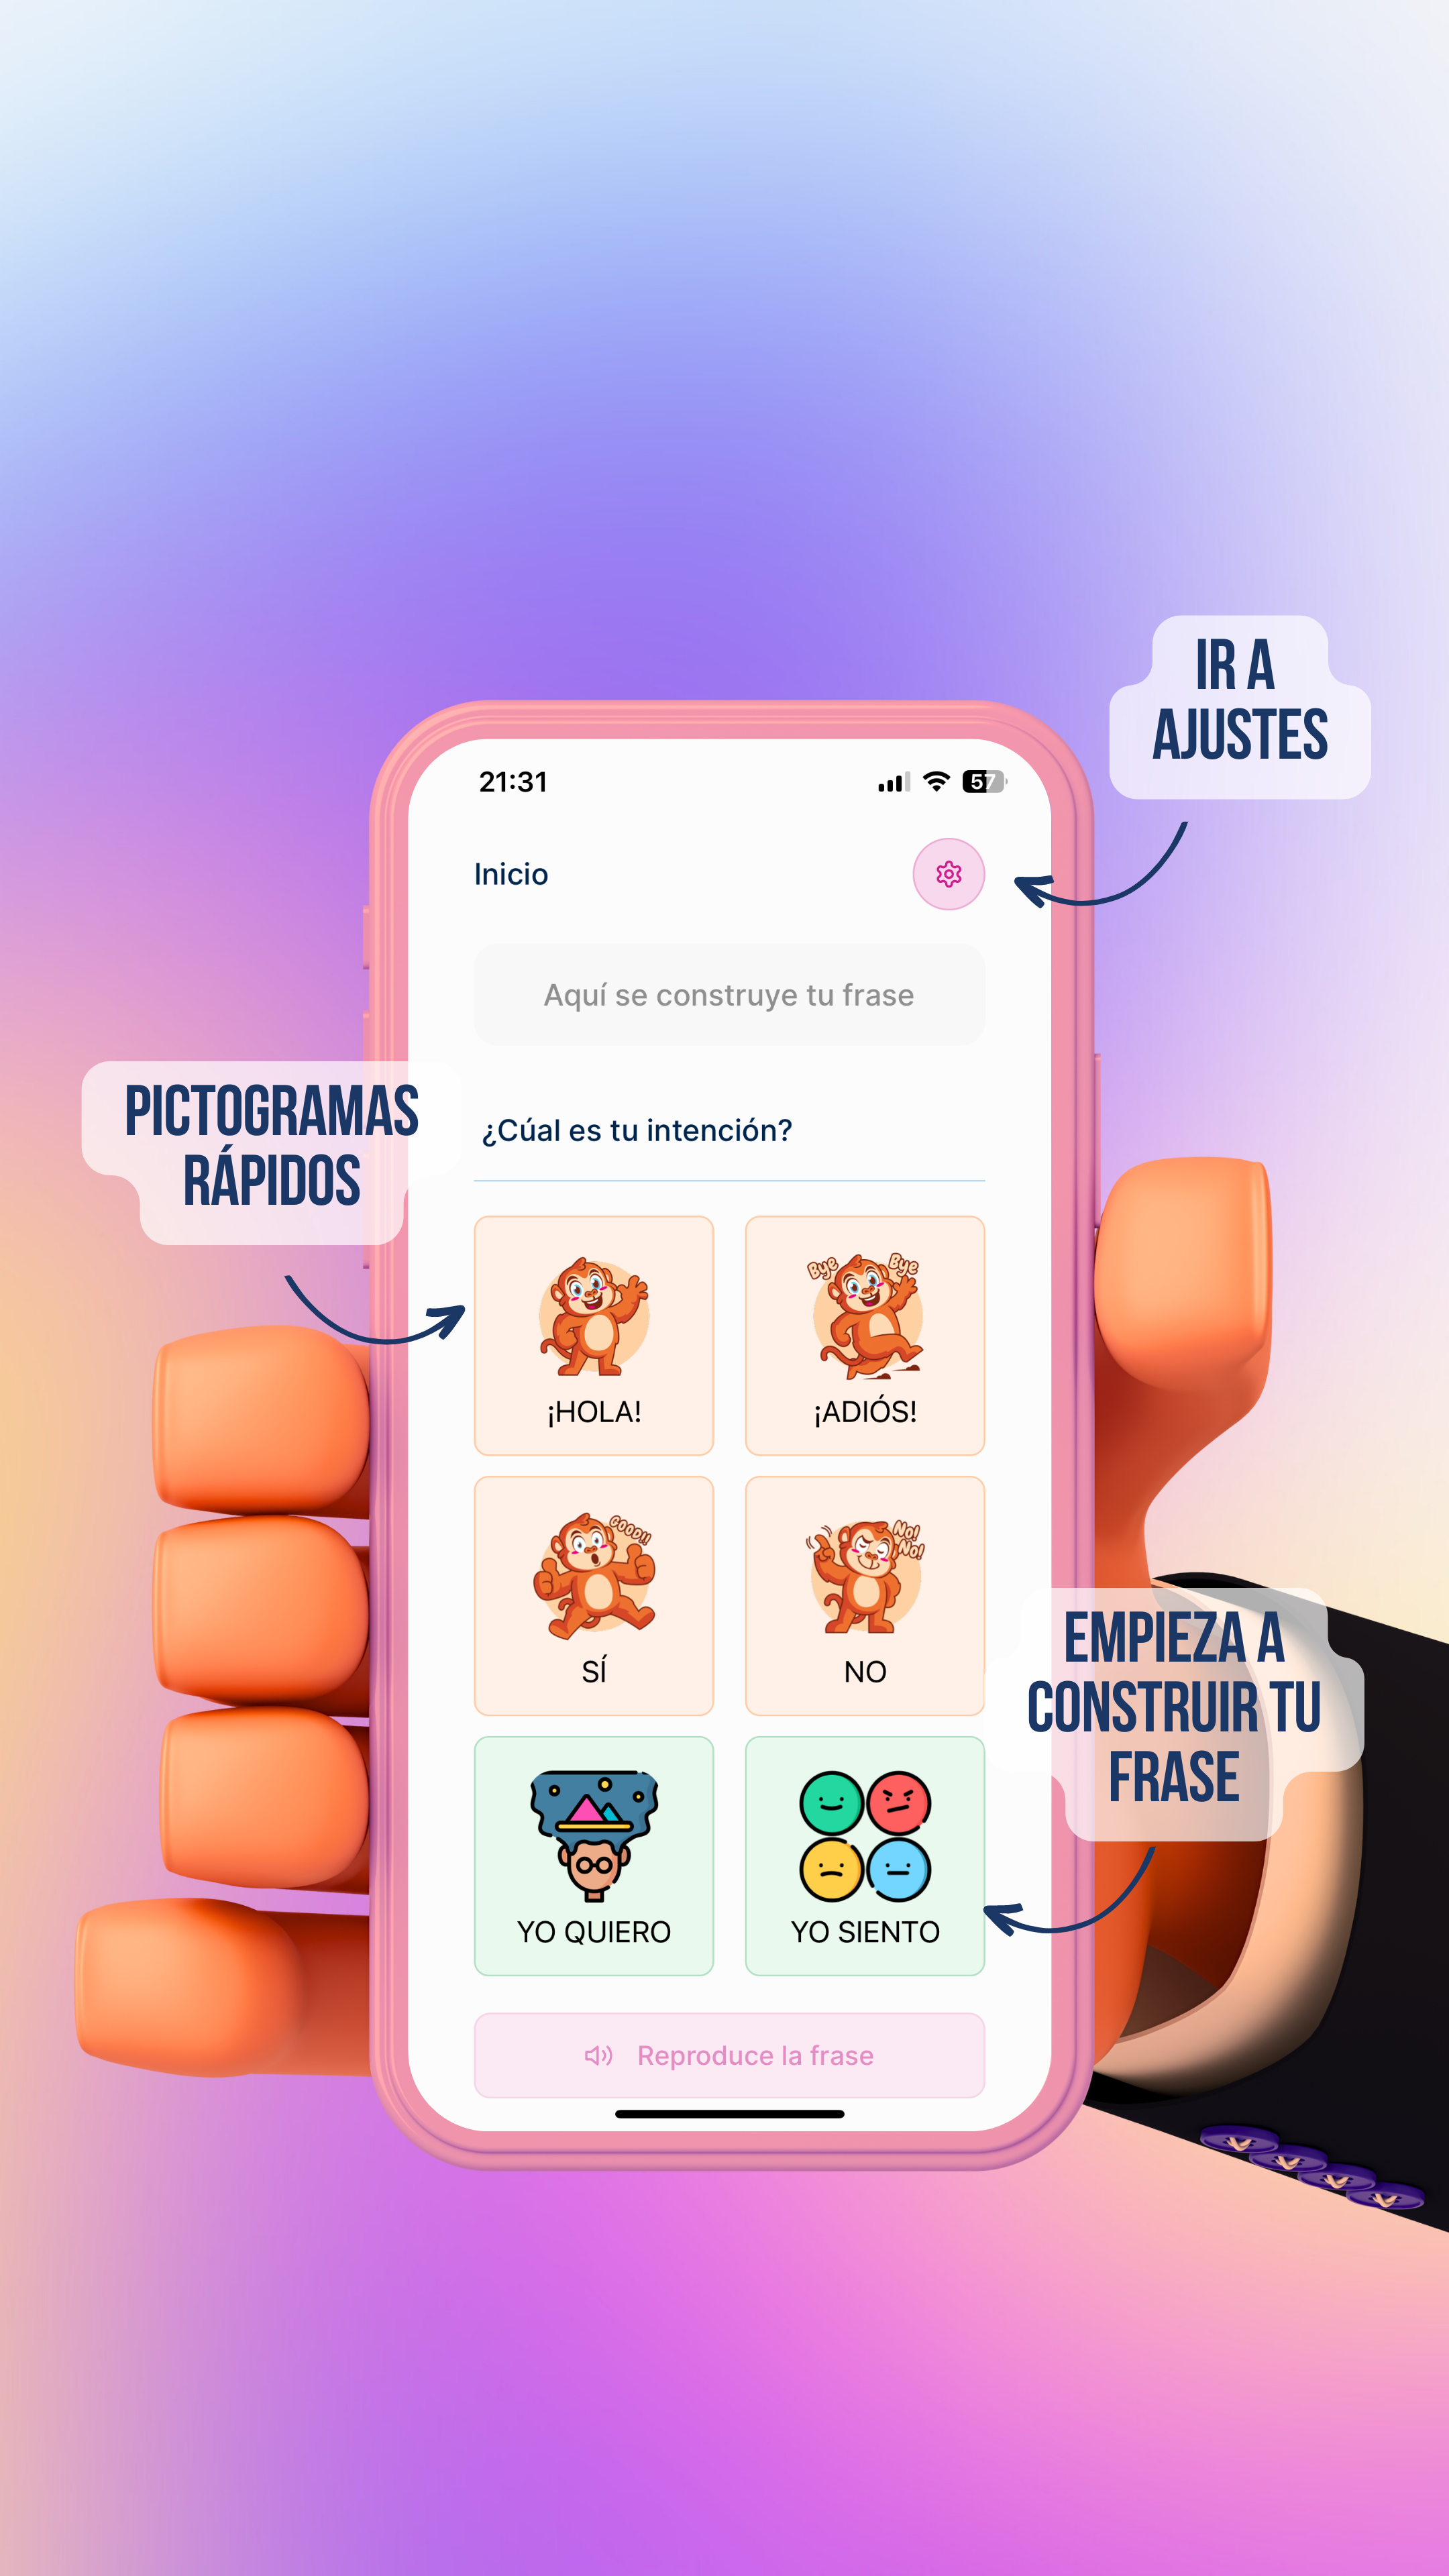 IR A
AJUSTES
21:31
57
Inicio
Aquí se construye tu frase
PICTOGRAMAS
RÁPIDOS
¿Cúal es tu intención?
¡HOLA!
Bye Bye
¡ADIÓS!
GOOD!!
SÍ
No!
No!
NO
EMPIEZA A
CONSTRUIR TU
FRASE
YO QUIERO
YO SIENTO
Reproduce la frase